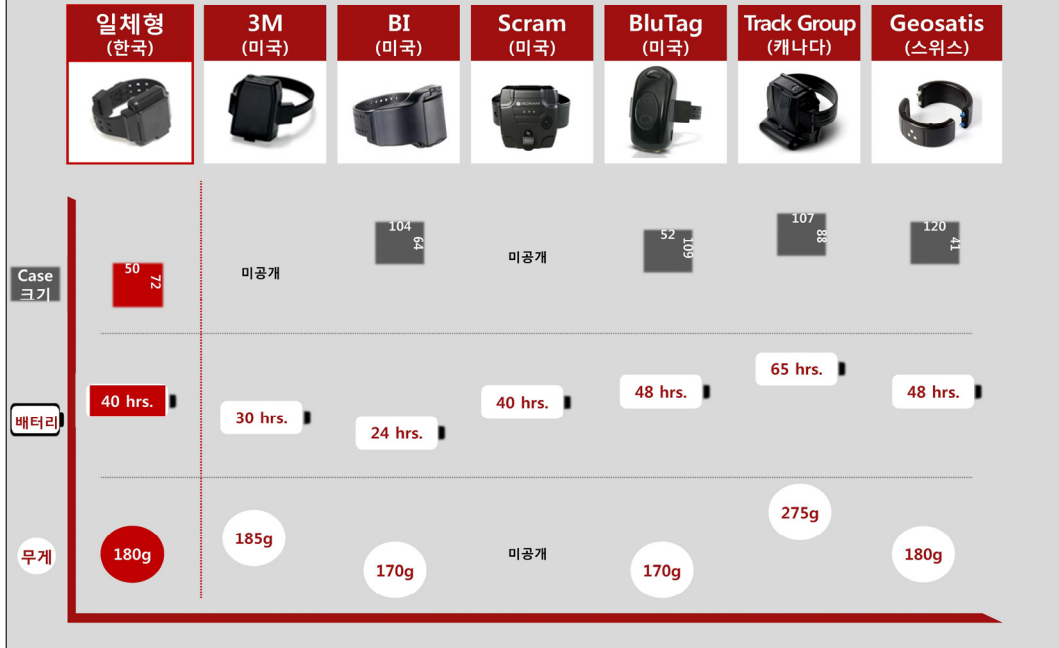 일체형
(한국)
3M
(미국)
BI
(미국)
Scram
(미국)
BluTag
(미국)
Track Group
(캐나다)
Geosatis
(스위스)
SCRAM
Case
크기
50
72
미공개
104
64
미공개
52
109
107
88
120
41
배터리
40 hrs.
30 hrs.
24 hrs.
40 hrs.
48 hrs.
65 hrs.
48 hrs.
무게
180g
185g
170g
미공개
170g
275g
180g